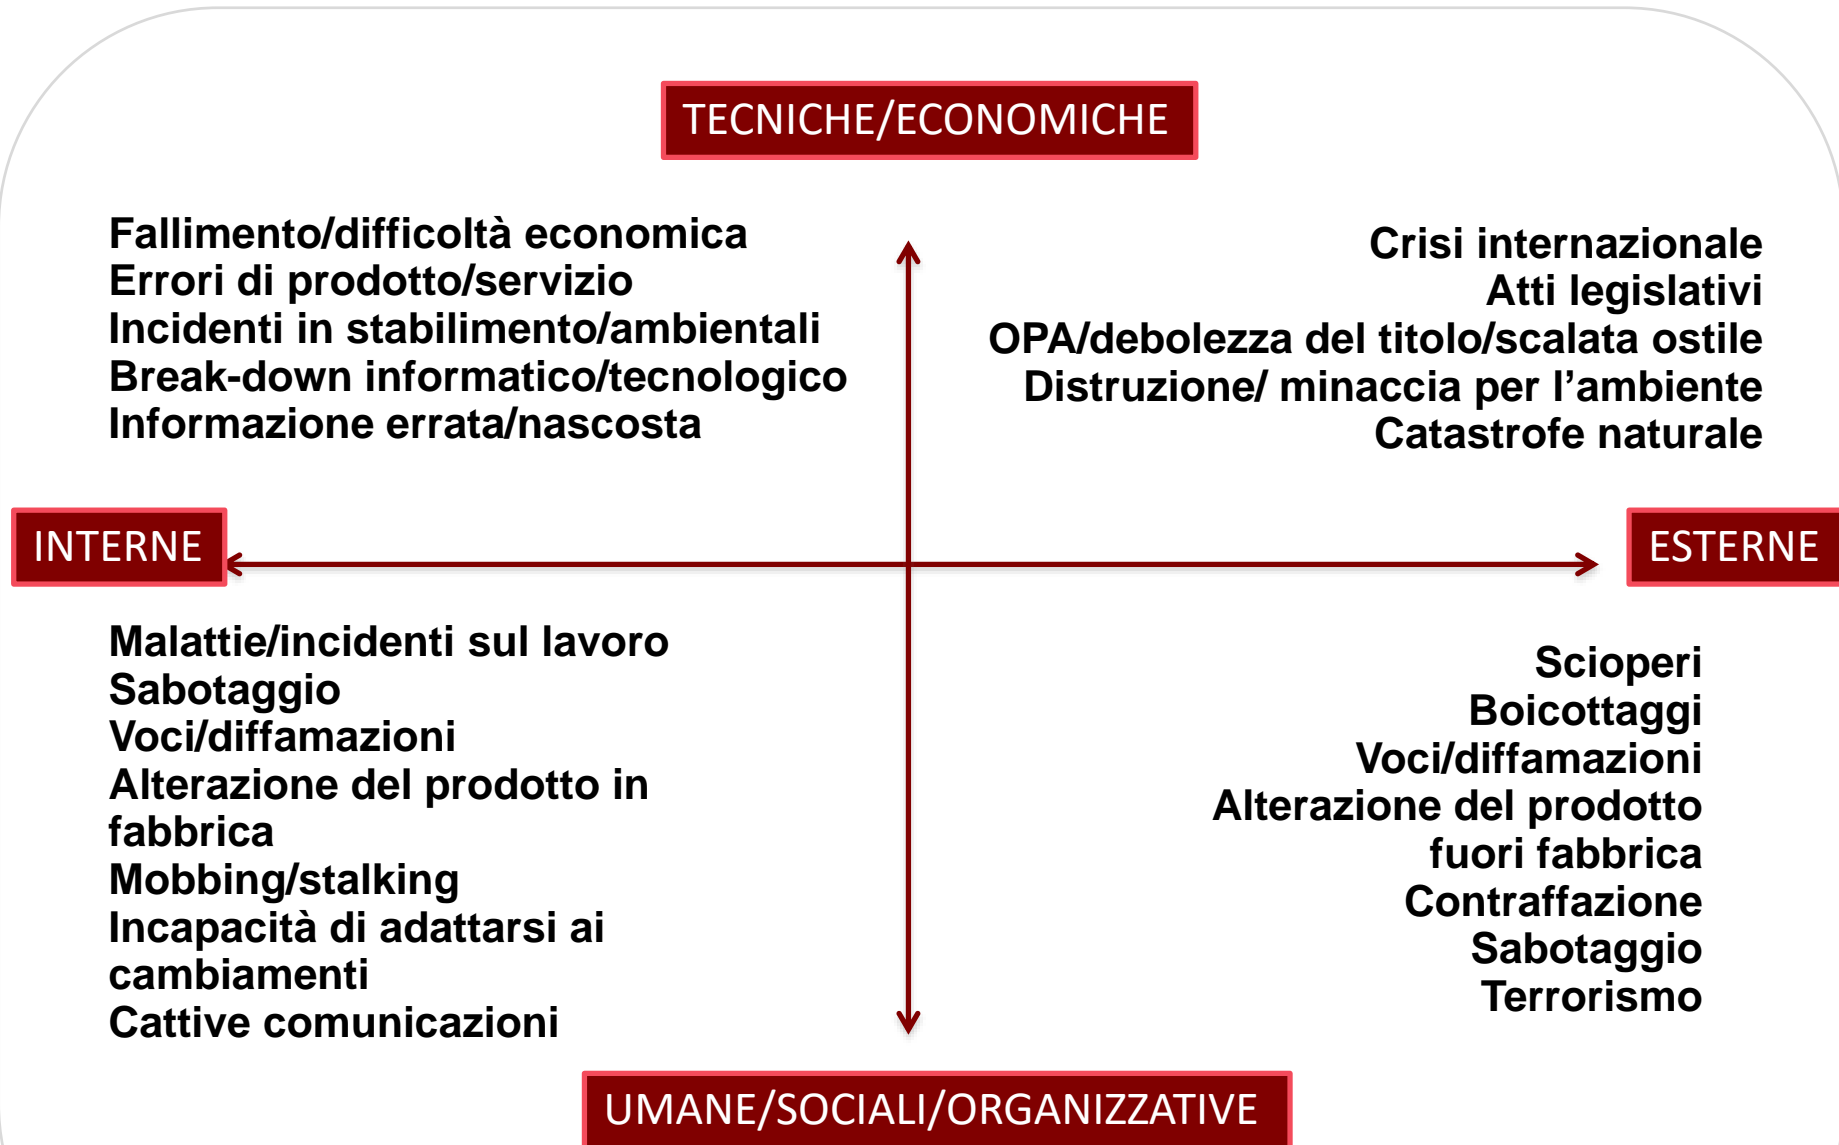 TECNICHE/ECONOMICHE
Fallimento/difficoltà economica
Errori di prodotto/servizio
Incidenti in stabilimento/ambientali
Break-down informatico/tecnologico
Informazione errata/nascosta
Crisi internazionale
Atti legislativi
OPA/debolezza del titolo/scalata ostile
Distruzione/ minaccia per l’ambiente
Catastrofe naturale
INTERNE
ESTERNE
Malattie/incidenti sul lavoro
Sabotaggio
Voci/diffamazioni
Alterazione del prodotto in
fabbrica
Mobbing/stalking
Incapacità di adattarsi ai
cambiamenti
Cattive comunicazioni
Scioperi
Boicottaggi
Voci/diffamazioni
Alterazione del prodotto
fuori fabbrica
Contraffazione
Sabotaggio
Terrorismo
UMANE/SOCIALI/ORGANIZZATIVE